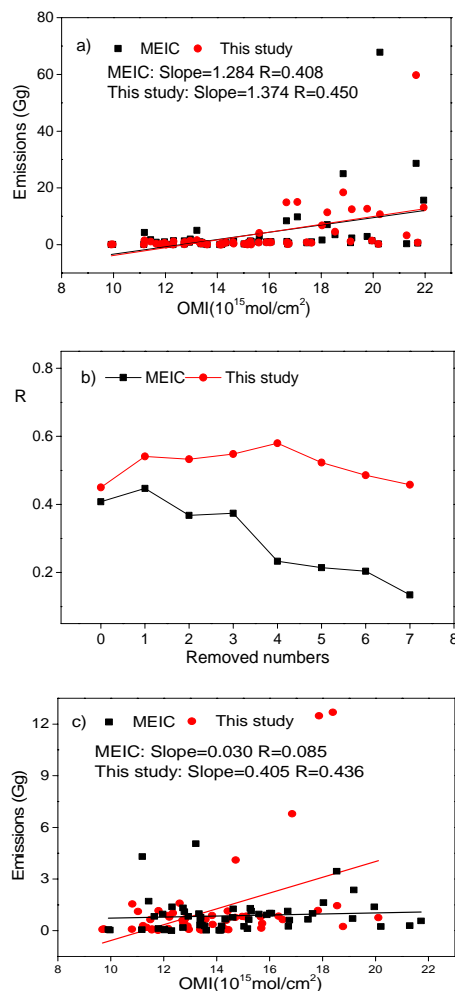 a) MEIC This study
MEIC: Slope=1.284 R=0.408
This study: Slope=1.374 R=0.450
80
60
40
20
0
Emissions (Gg)
8 10 12 14 16 18 20 22
OMI(10¹⁵mol/cm²)
b) MEIC This study
R
0.8
0.6
0.4
0.2
0 1 2 3 4 5 6 7 8
Removed numbers
c) MEIC This study
MEIC: Slope=0.030 R=0.085
This study: Slope=0.405 R=0.436
12
9
6
3
0
Emissions (Gg)
8 10 12 14 16 18 20 22
OMI(10¹⁵mol/cm²)